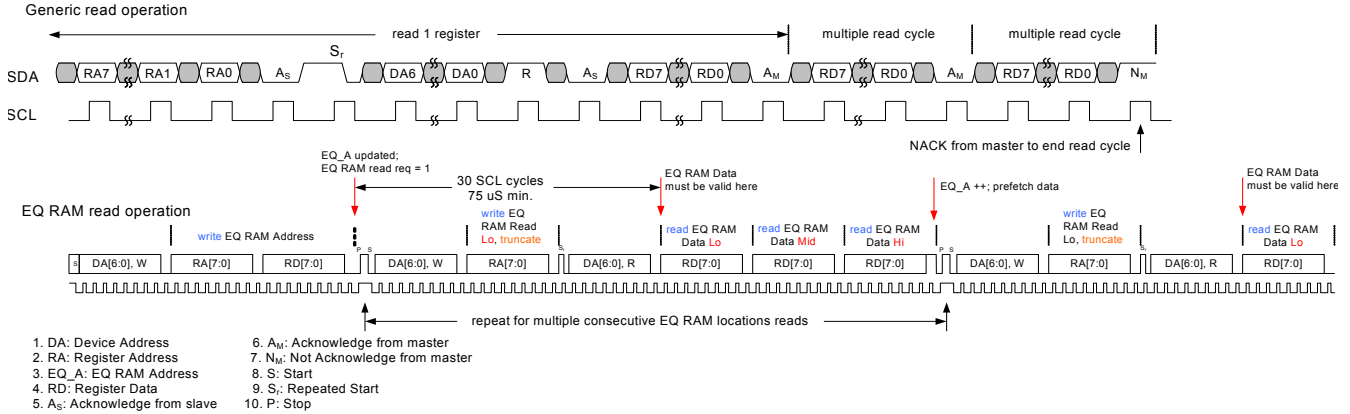 Generic read operation
read 1 register
multiple read cycle
multiple read cycle
Sr
SDA
RA7 RA1 RA0 AS DA6 DA0 R AS RD7 RD0 AM RD7 RD0 AM RD7 RD0 NM
SCL
NACK from master to end read cycle
EQ_A updated;
EQ RAM read req = 1
30 SCL cycles
75 uS min.
EQ RAM Data
must be valid here
EQ_A ++; prefetch data
EQ RAM Data
must be valid here
EQ RAM read operation
write EQ RAM Address
write EQ
RAM Read
Lo, truncate
read EQ RAM
Data Lo
read EQ RAM
Data Mid
read EQ RAM
Data Hi
write EQ
RAM Read
Lo, truncate
read EQ RAM
Data Lo
P S Sr P S Sr
S DA[6:0], W RA[7:0] RD[7:0] DA[6:0], W RA[7:0] DA[6:0], R RD[7:0] RD[7:0] RD[7:0] DA[6:0], W RA[7:0] DA[6:0], R RD[7:0]
repeat for multiple consecutive EQ RAM locations reads
1. DA: Device Address
2. RA: Register Address
3. EQ_A: EQ RAM Address
4. RD: Register Data
5. AS: Acknowledge from slave
6. AM: Acknowledge from master
7. NM: Not Acknowledge from master
8. S: Start
9. Sr: Repeated Start
10. P: Stop